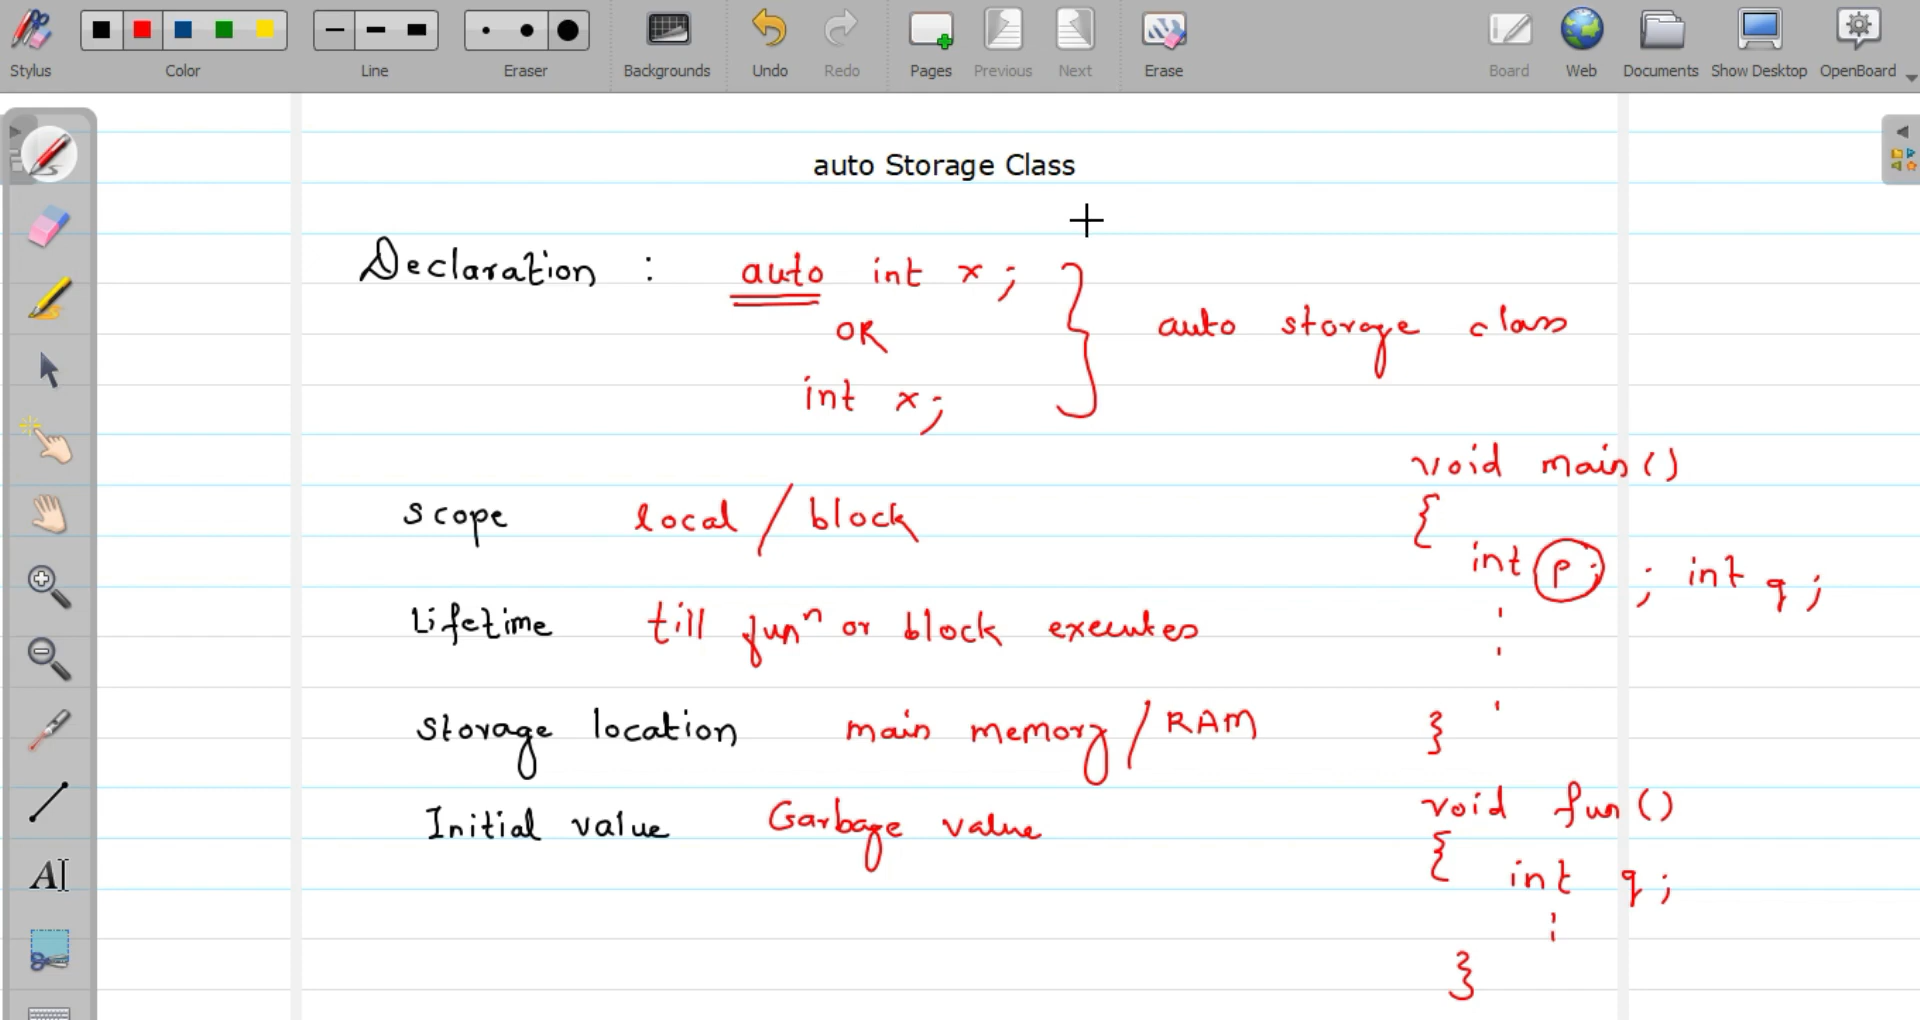 Stylus Color Line Eraser Backgrounds Undo Redo Pages Previous Next Erase Board Web Documents Show Desktop OpenBoard
auto Storage Class
Declaration : auto int x;
OR
int x;
auto storage class
scope local / block
Lifetime till funⁿ or block executes
storage location main memory / RAM
Initial value Garbage value
void main()
{
int p; ; int q;
}
void fun()
{ int q;
}
AI